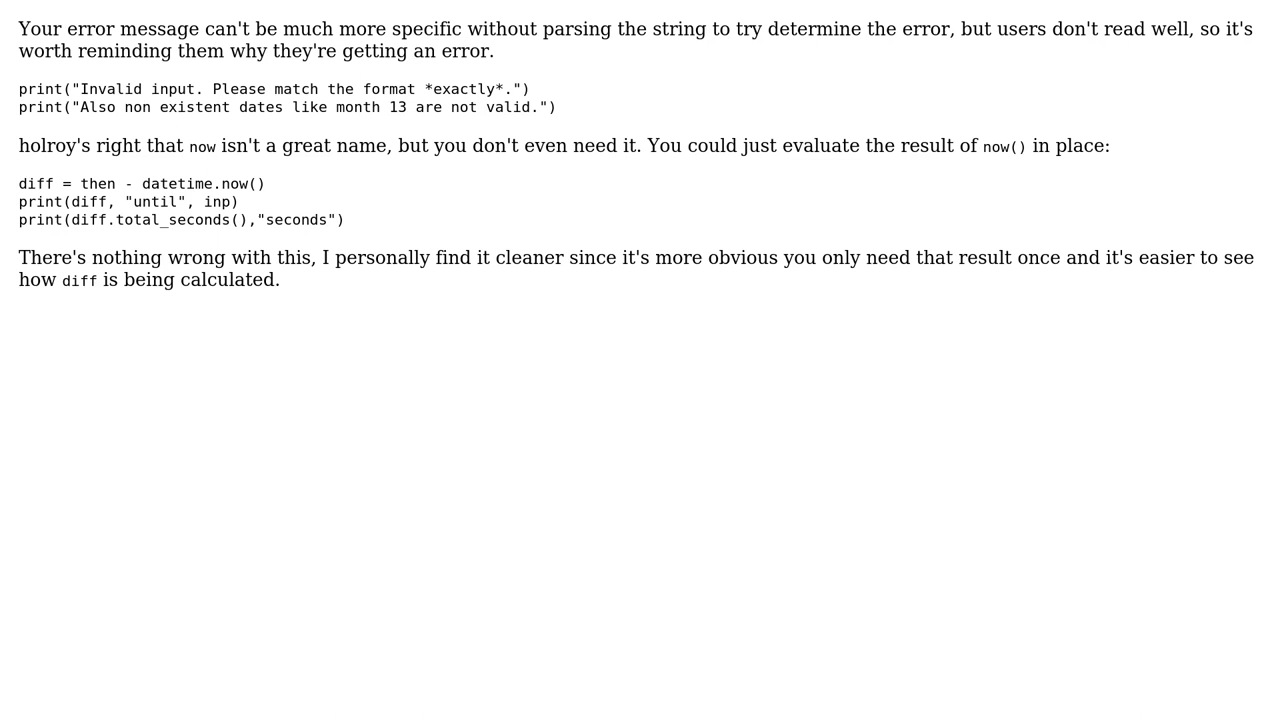 Your error message can't be much more specific without parsing the string to try determine the error, but users don't read well, so it's
worth reminding them why they're getting an error.
print("Invalid input. Please match the format *exactly*.")
print("Also non existent dates like month 13 are not valid.")
holroy's right that now isn't a great name, but you don't even need it. You could just evaluate the result of now() in place:
diff = then - datetime.now()
print(diff, "until", inp)
print(diff.total_seconds(),"seconds")
There's nothing wrong with this, I personally find it cleaner since it's more obvious you only need that result once and it's easier to see
how diff is being calculated.